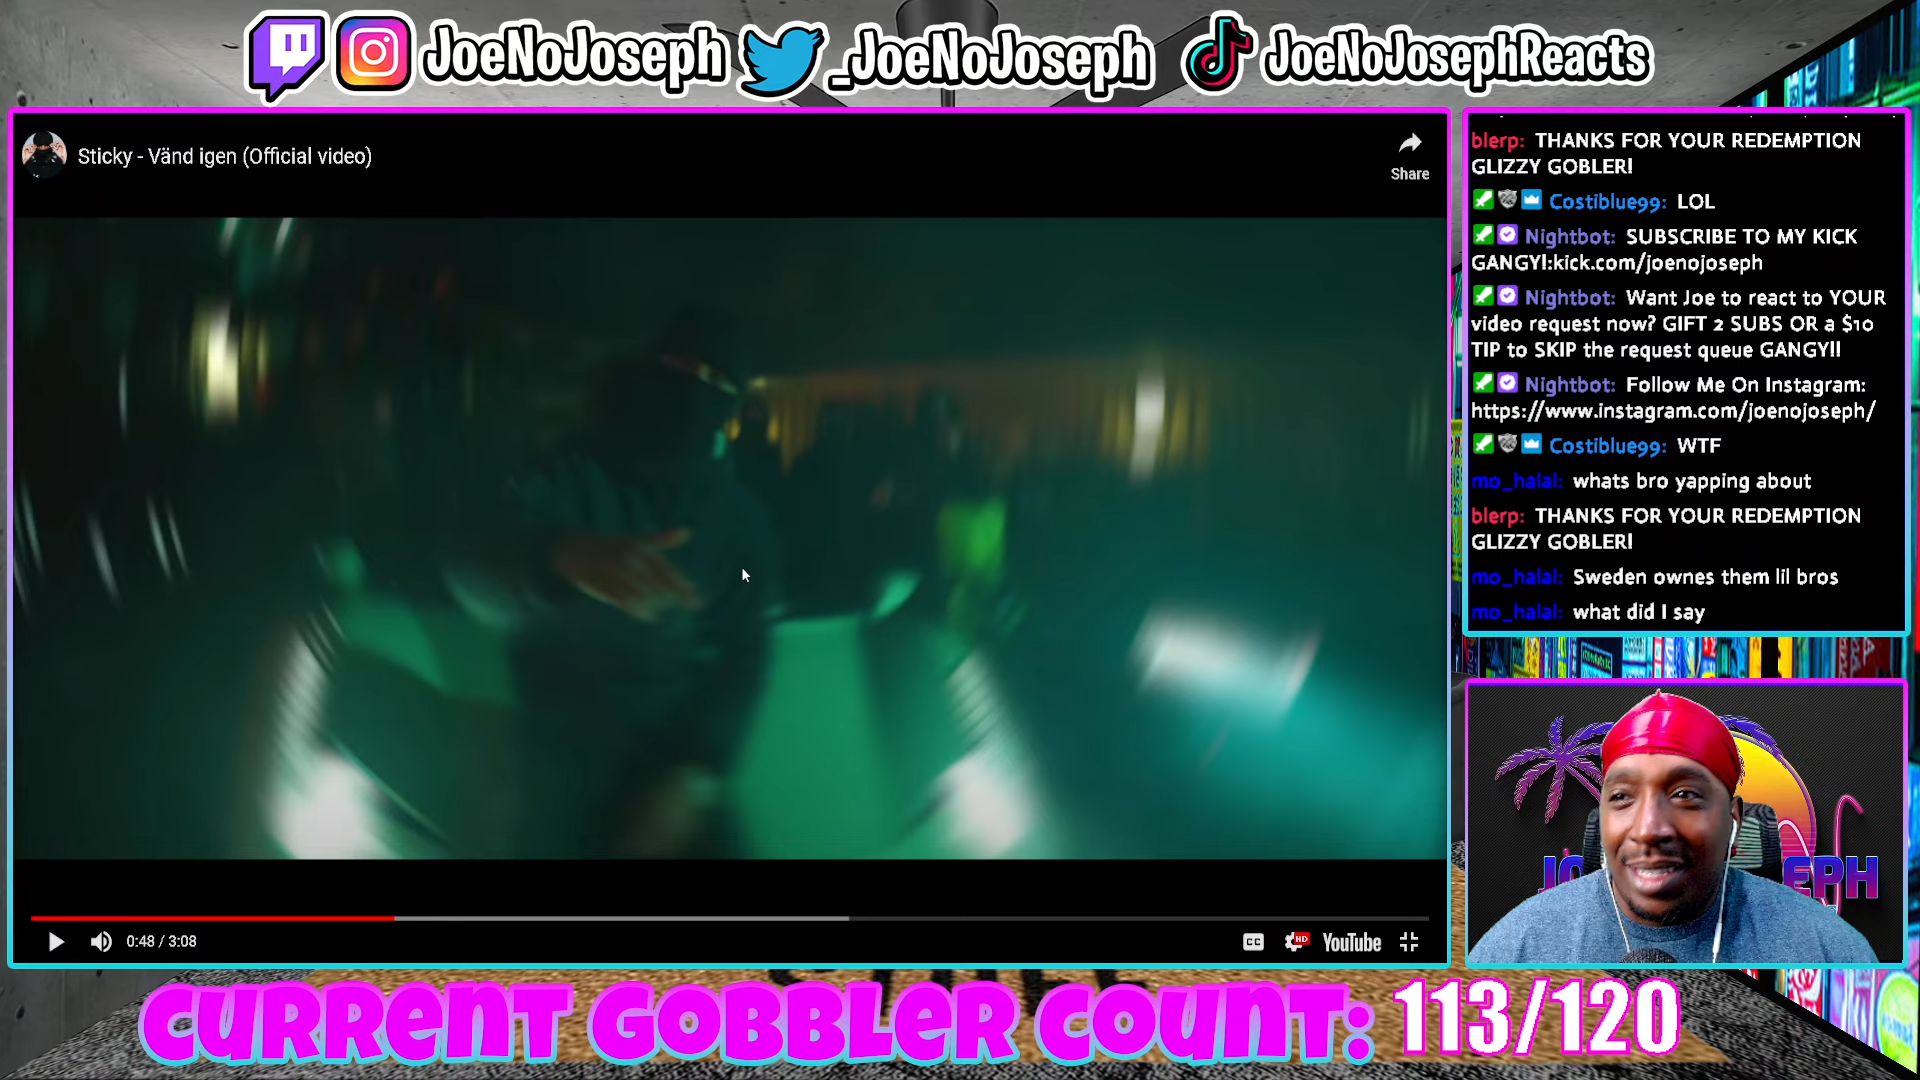 JoeNoJoseph
_JoeNoJoseph
JoeNoJosephReacts
Sticky - Vänd igen (Official video)
Share
blerp: THANKS FOR YOUR REDEMPTION
GLIZZY GOBLER!
Costiblue99: LOL
Nightbot: SUBSCRIBE TO MY KICK
GANGY!:kick.com/joenojoseph
Nightbot: Want Joe to react to YOUR
video request now? GIFT 2 SUBS OR a $10
TIP to SKIP the request queue GANGY!!
Nightbot: Follow Me On Instagram:
https://www.instagram.com/joenojoseph/
Costiblue99: WTF
mo_halal: whats bro yapping about
blerp: THANKS FOR YOUR REDEMPTION
GLIZZY GOBLER!
mo_halal: Sweden ownes them lil bros
mo_halal: what did I say
JO
EPH
0:48 / 3:08
CC
HD
YouTube
CURRENT GOBBLER COUNT: 113/120